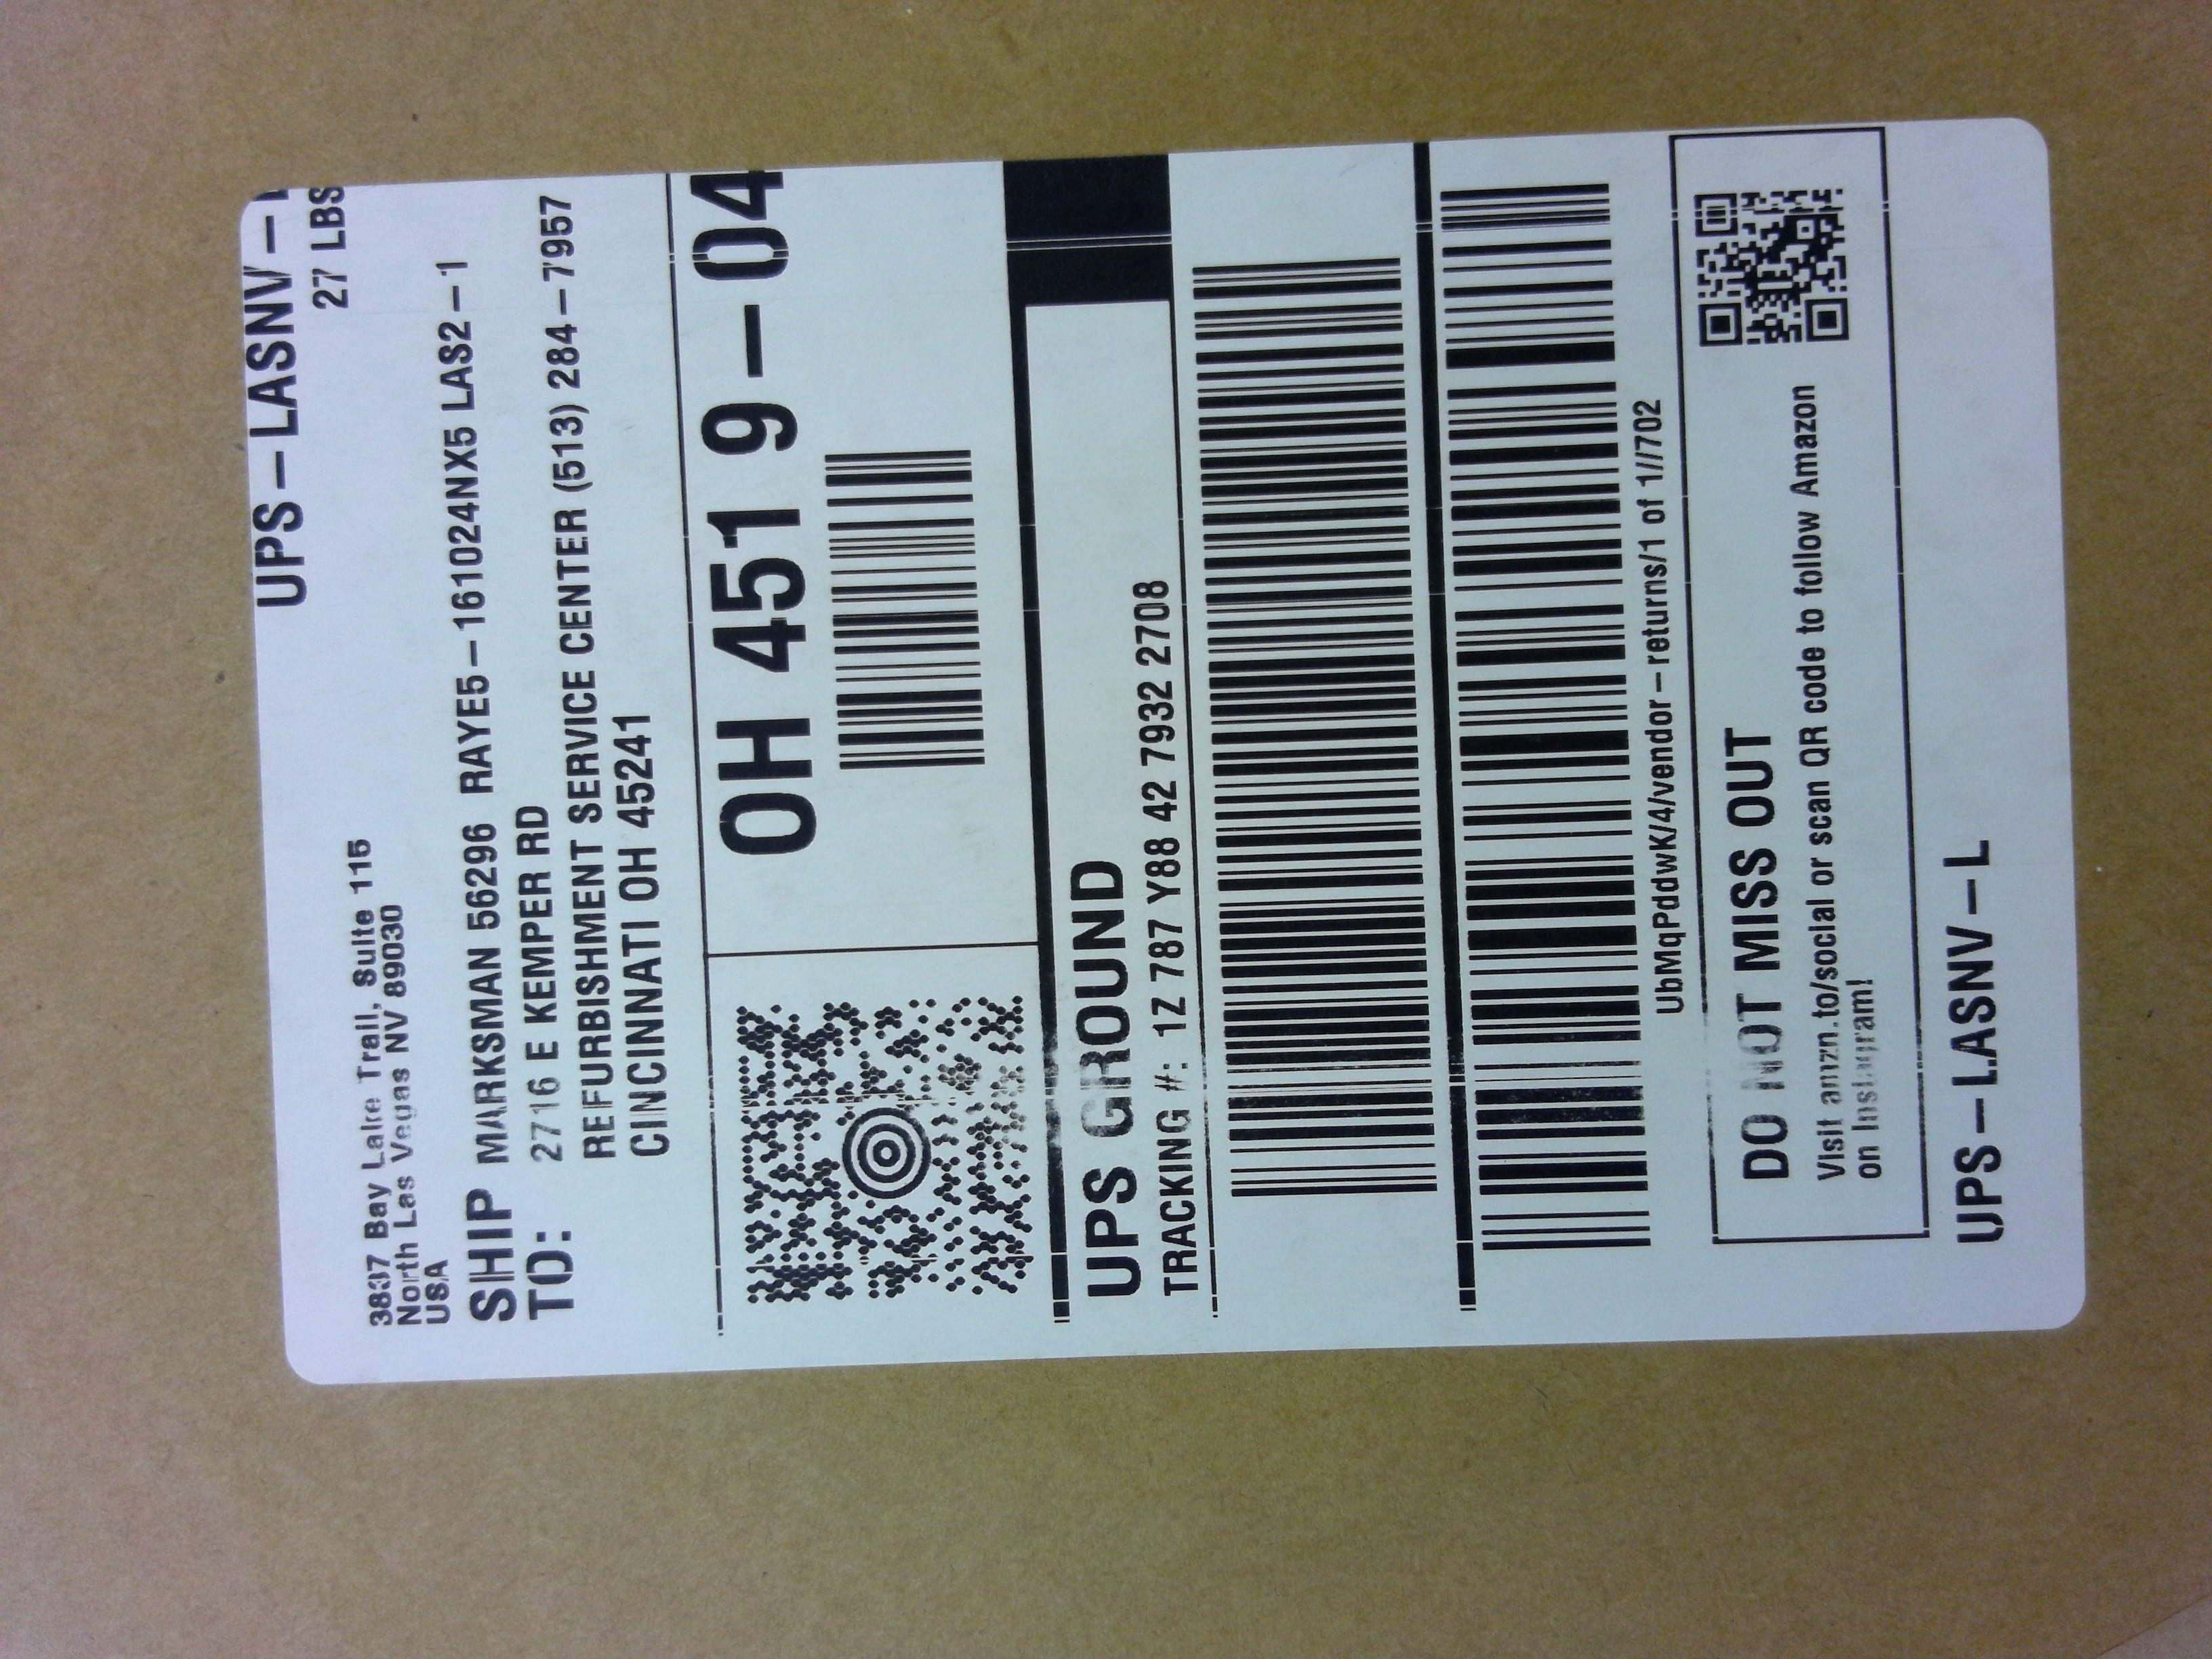 UPS-LASNV-
27 LBS
3837 Bay Lake Trail, Suite 115
North Las Vegas NV 89030
USA
SHIP TO:
MARKSMAN 56296 RAYE5-161024NX5 LAS2-1
2716 E KEMPER RD
REFURBISHMENT SERVICE CENTER (513) 284-7957
CINCINNATI OH 45241
OH 451 9-04
UPS GROUND
TRACKING #: 1Z 787 Y88 42 7932 2708
UbMqPddwK/4/vendor-returns/1 of 1//702
DO NOT MISS OUT
Visit amzn.to/social or scan QR code to follow Amazon
on Instagram!
UPS-LASNV-L